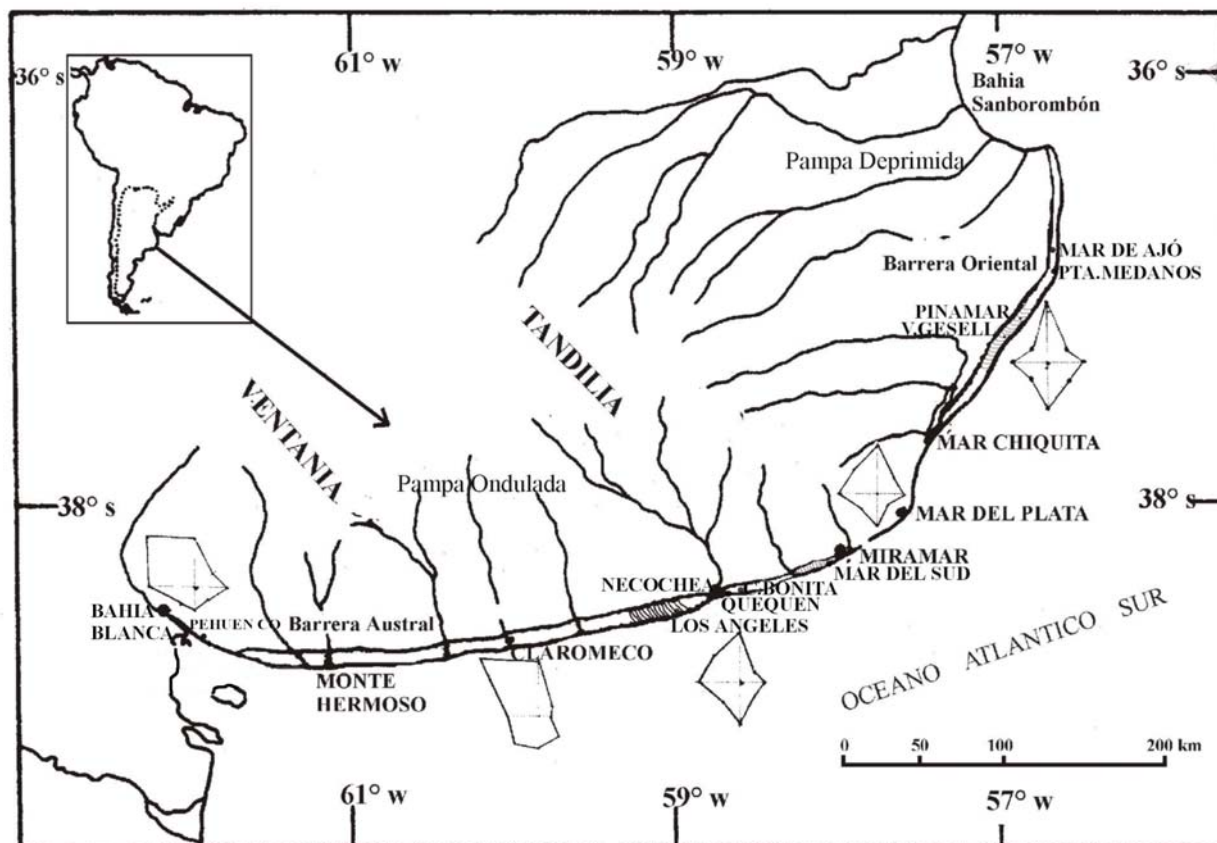 61° w
59° w
57° w
36° s
36° s
Bahia
Sanborombón
Pampa Deprimida
Barrera Oriental
MAR DE AJÓ
PTA.MEDANOS
PINAMAR
V.GESELL
TANDILIA
VENTANIA
MAR CHIQUITA
Pampa Ondulada
38° s
38° s
MAR DEL PLATA
MIRAMAR
MAR DEL SUD
NECOCHEA
C.BONITA
QUEQUEN
LOS ANGELES
BAHIA
BLANCA
PEHUEN CO
Barrera Austral
CLAROMECO
MONTE
HERMOSO
OCEANO ATLANTICO SUR
0 50 100 200 km
61° w
59° w
57° w